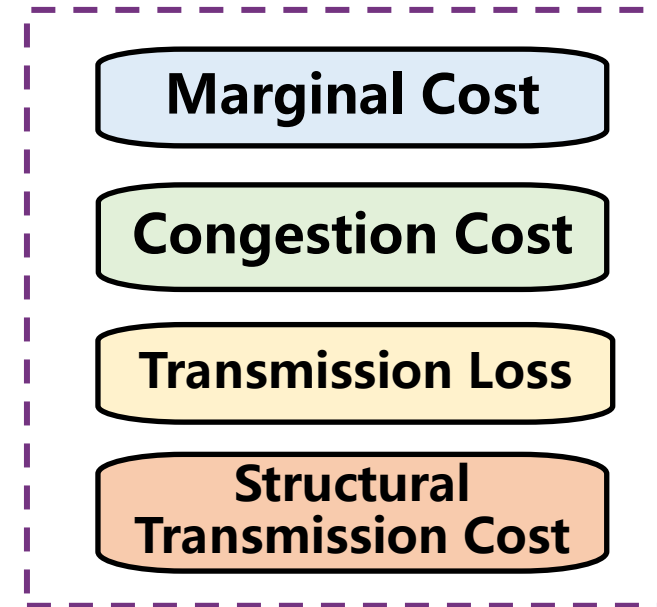 Marginal Cost
Congestion Cost
Transmission Loss
Structural
Transmission Cost